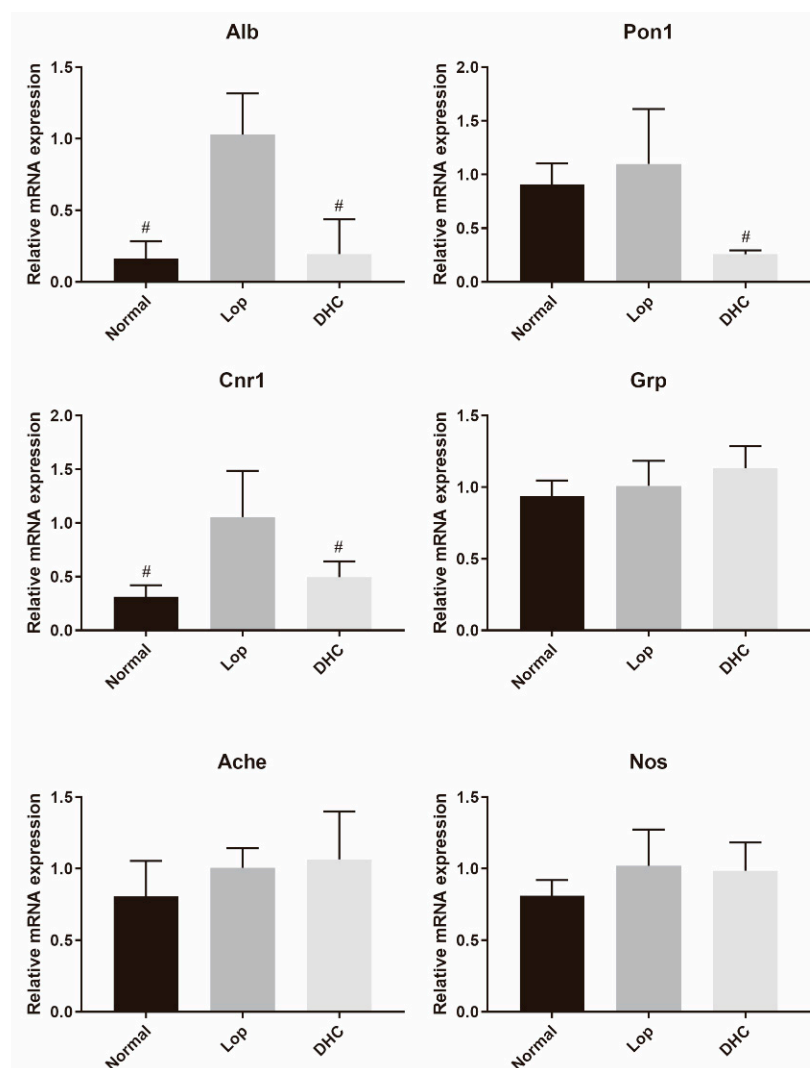 Alb
Relative mRNA expression
1.5
1.0
0.5
0.0
#
#
Normal
Lop
DHC
Pon1
Relative mRNA expression
2.0
1.5
1.0
0.5
0.0
#
Normal
Lop
DHC
Cnr1
Relative mRNA expression
2.0
1.5
1.0
0.5
0.0
#
#
Normal
Lop
DHC
Grp
Relative mRNA expression
1.5
1.0
0.5
0.0
Normal
Lop
DHC
Ache
Relative mRNA expression
1.5
1.0
0.5
0.0
Normal
Lop
DHC
Nos
Relative mRNA expression
1.5
1.0
0.5
0.0
Normal
Lop
DHC